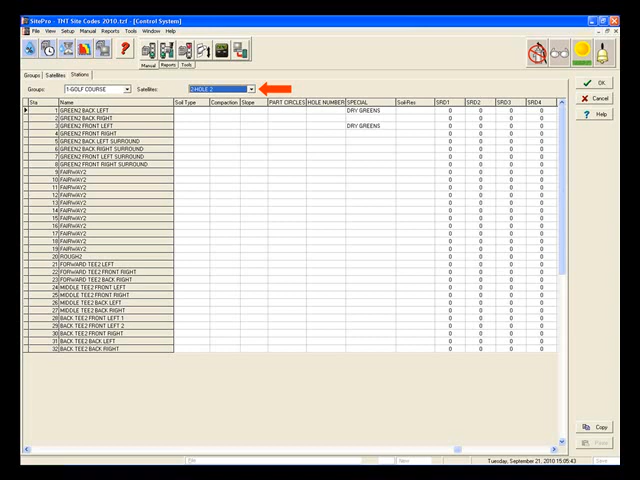 SitePro - TNT Site Codes 2010.tzf - [Control System]
File View Setup Manual Reports Tools Window Help
Manual Reports Tools
Groups Satellites Stations
Groups: 1-GOLF COURSE Satellites: 2-HOLE 2
OK
Cancel
Help
Sta Name Soil Type Compaction Slope PART CIRCLES HOLE NUMBER SPECIAL Soil-Res SRD1 SRD2 SRD3 SRD4
1 GREEN2 BACK LEFT DRY GREENS 0 0 0 0
2 GREEN2 BACK RIGHT 0 0 0 0
3 GREEN2 FRONT LEFT DRY GREENS 0 0 0 0
4 GREEN2 FRONT RIGHT 0 0 0 0
5 GREEN2 BACK LEFT SURROUND 0 0 0 0
6 GREEN2 BACK RIGHT SURROUND 0 0 0 0
7 GREEN2 FRONT LEFT SURROUND 0 0 0 0
8 GREEN2 FRONT RIGHT SURROUND 0 0 0 0
9 FAIRWAY2 0 0 0 0
10 FAIRWAY2 0 0 0 0
11 FAIRWAY2 0 0 0 0
12 FAIRWAY2 0 0 0 0
13 FAIRWAY2 0 0 0 0
14 FAIRWAY2 0 0 0 0
15 FAIRWAY2 0 0 0 0
16 FAIRWAY2 0 0 0 0
17 FAIRWAY2 0 0 0 0
18 FAIRWAY2 0 0 0 0
19 FAIRWAY2 0 0 0 0
20 ROUGH2 0 0 0 0
21 FORWARD TEE2 LEFT 0 0 0 0
22 FORWARD TEE2 FRONT RIGHT 0 0 0 0
23 FORWARD TEE2 BACK RIGHT 0 0 0 0
24 MIDDLE TEE2 FRONT LEFT 0 0 0 0
25 MIDDLE TEE2 FRONT RIGHT 0 0 0 0
26 MIDDLE TEE2 BACK LEFT 0 0 0 0
27 MIDDLE TEE2 BACK RIGHT 0 0 0 0
28 BACK TEE2 FRONT LEFT 1 0 0 0 0
29 BACK TEE2 FRONT LEFT 2 0 0 0 0
30 BACK TEE2 FRONT RIGHT 0 0 0 0
31 BACK TEE2 BACK LEFT 0 0 0 0
32 BACK TEE2 BACK RIGHT 0 0 0 0
Copy
Paste
Edit New Tuesday, September 21, 2010 15:05:43 Save